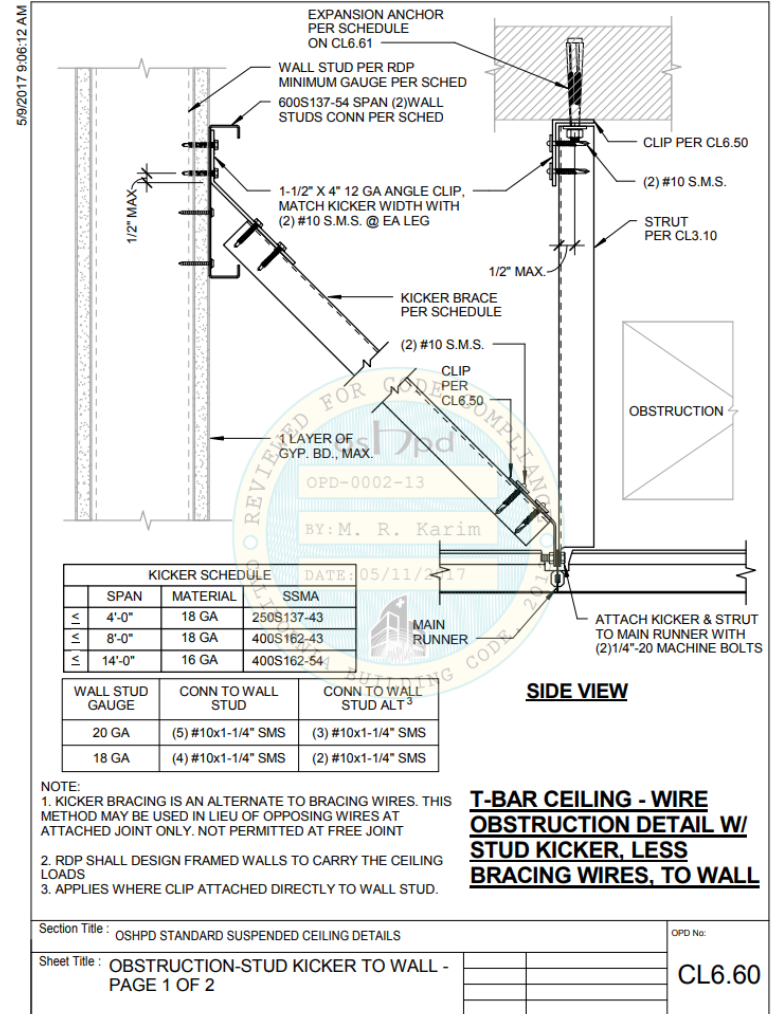 5/9/2017 9:06:12 AM
EXPANSION ANCHOR
PER SCHEDULE
ON CL6.61
WALL STUD PER RDP
MINIMUM GAUGE PER SCHED
600S137-54 SPAN (2)WALL
STUDS CONN PER SCHED
CLIP PER CL6.50
(2) #10 S.M.S.
1-1/2" X 4" 12 GA ANGLE CLIP,
MATCH KICKER WIDTH WITH
(2) #10 S.M.S. @ EA LEG
STRUT
PER CL3.10
1/2" MAX
1/2" MAX.
KICKER BRACE
PER SCHEDULE
(2) #10 S.M.S.
CLIP
PER
CL6.50
OBSTRUCTION
1 LAYER OF
GYP. BD., MAX.
REVIEWED FOR CODE COMPLIANCE
oshpd
OPD-0002-13
BY: M. R. Karim
DATE: 05/11/2017
CALIFORNIA BUILDING CODE 2016
MAIN
RUNNER
ATTACH KICKER & STRUT
TO MAIN RUNNER WITH
(2)1/4"-20 MACHINE BOLTS
SIDE VIEW
KICKER SCHEDULE
SPAN MATERIAL SSMA
≤ 4'-0" 18 GA 250S137-43
≤ 8'-0" 18 GA 400S162-43
≤ 14'-0" 16 GA 400S162-54
WALL STUD GAUGE CONN TO WALL STUD CONN TO WALL STUD ALT³
20 GA (5) #10x1-1/4" SMS (3) #10x1-1/4" SMS
18 GA (4) #10x1-1/4" SMS (2) #10x1-1/4" SMS
NOTE:
1. KICKER BRACING IS AN ALTERNATE TO BRACING WIRES. THIS
METHOD MAY BE USED IN LIEU OF OPPOSING WIRES AT
ATTACHED JOINT ONLY. NOT PERMITTED AT FREE JOINT
2. RDP SHALL DESIGN FRAMED WALLS TO CARRY THE CEILING
LOADS
3. APPLIES WHERE CLIP ATTACHED DIRECTLY TO WALL STUD.
T-BAR CEILING - WIRE
OBSTRUCTION DETAIL W/
STUD KICKER, LESS
BRACING WIRES, TO WALL
Section Title : OSHPD STANDARD SUSPENDED CEILING DETAILS
OPD No:
Sheet Title : OBSTRUCTION-STUD KICKER TO WALL -
PAGE 1 OF 2
CL6.60